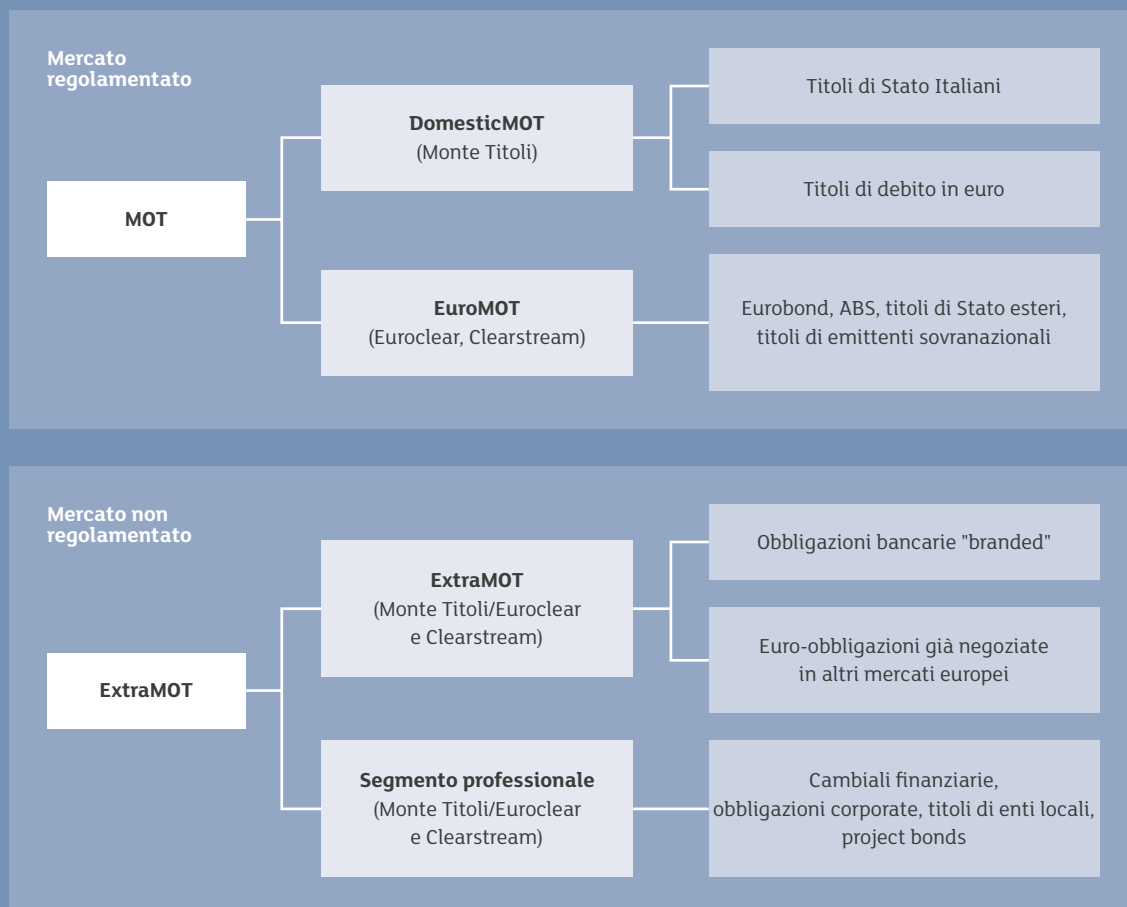 Mercato
regolamentato
MOT
DomesticMOT
(Monte Titoli)
Titoli di Stato Italiani
Titoli di debito in euro
EuroMOT
(Euroclear, Clearstream)
Eurobond, ABS, titoli di Stato esteri,
titoli di emittenti sovranazionali
Mercato non
regolamentato
ExtraMOT
ExtraMOT
(Monte Titoli/Euroclear
e Clearstream)
Obbligazioni bancarie "branded"
Euro-obbligazioni già negoziate
in altri mercati europei
Segmento professionale
(Monte Titoli/Euroclear
e Clearstream)
Cambiali finanziarie,
obbligazioni corporate, titoli di enti locali,
project bonds